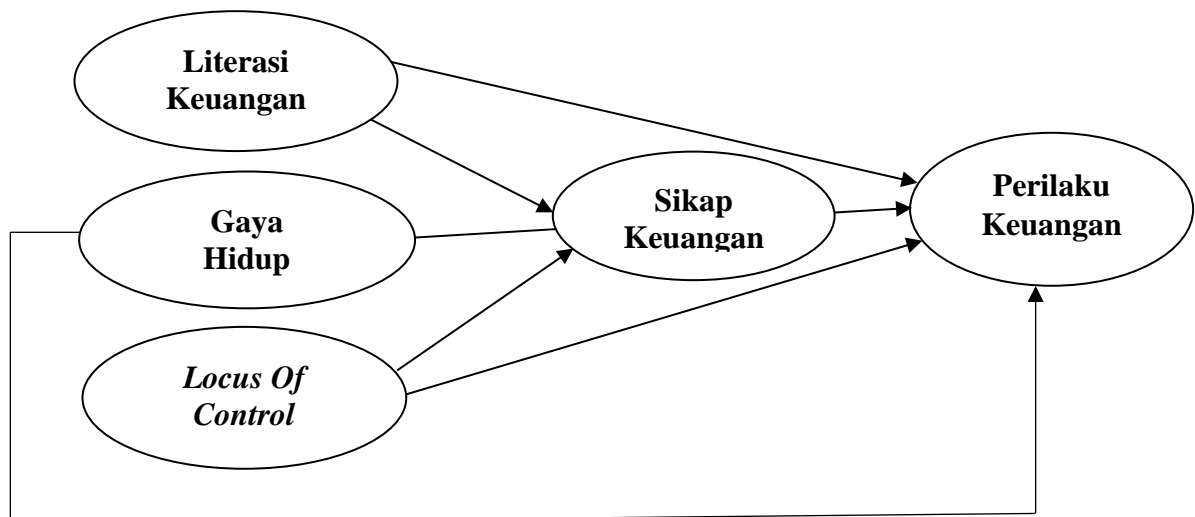 Literasi
Keuangan
Gaya
Hidup
Locus Of
Control
Sikap
Keuangan
Perilaku
Keuangan